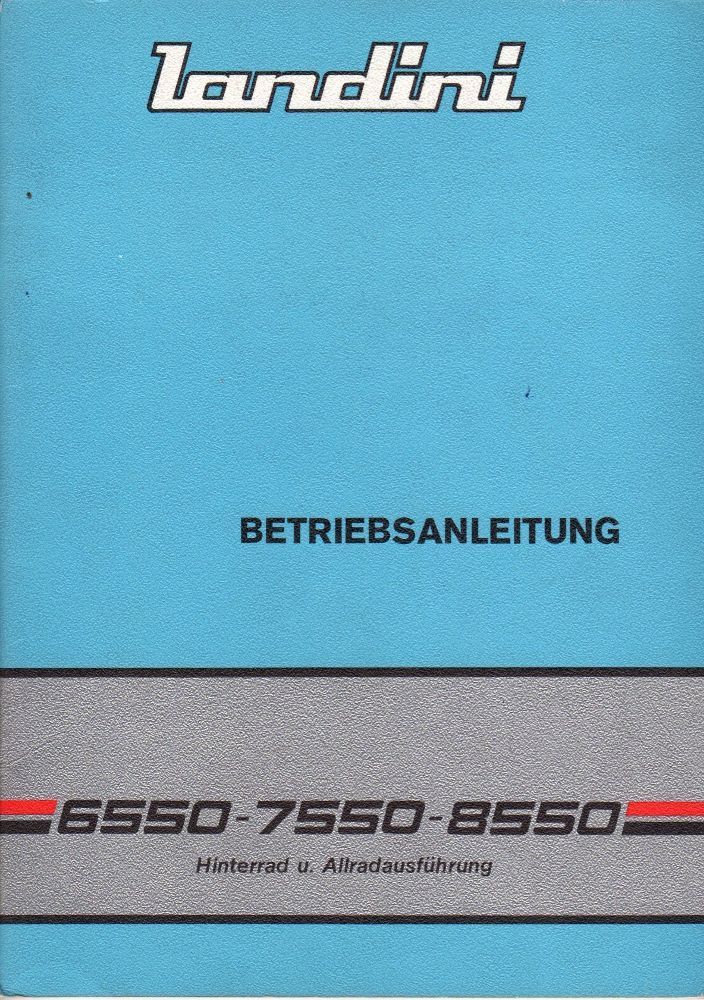 Landini
BETRIEBSANLEITUNG
6550-7550-8550
Hinterrad u. Allradausführung